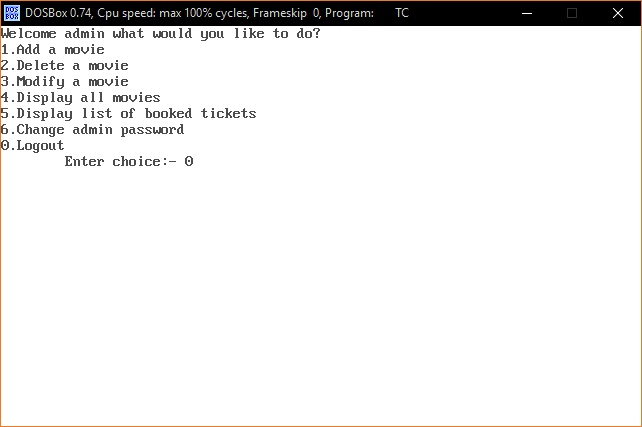 DOS BOX DOSBox 0.74, Cpu speed: max 100% cycles, Frameskip 0, Program: TC
Welcome admin what would you like to do?
1.Add a movie
2.Delete a movie
3.Modify a movie
4.Display all movies
5.Display list of booked tickets
6.Change admin password
0.Logout
Enter choice:- 0